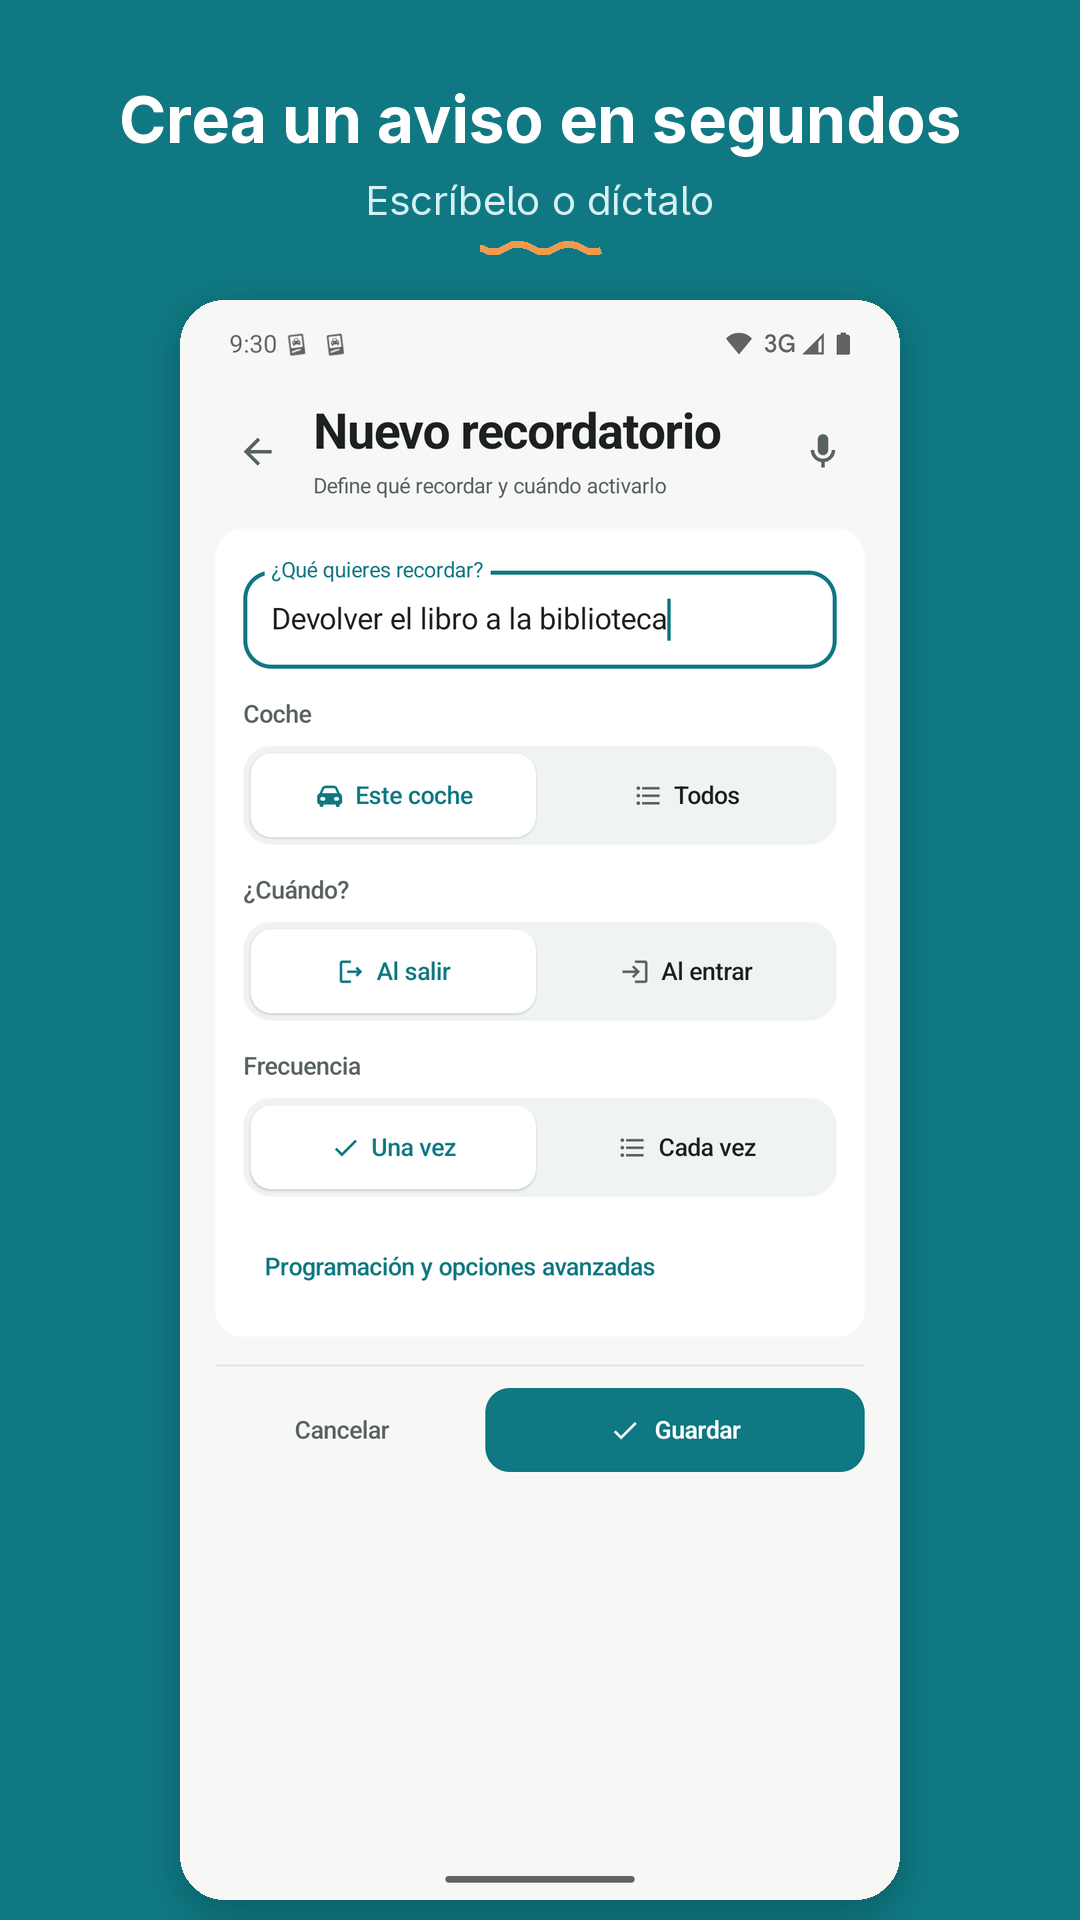 Crea un aviso en segundos
Escríbelo o díctalo
9:30 3G
Nuevo recordatorio
Define qué recordar y cuándo activarlo
¿Qué quieres recordar?
Devolver el libro a la biblioteca
Coche
Este coche Todos
¿Cuándo?
Al salir Al entrar
Frecuencia
Una vez Cada vez
Programación y opciones avanzadas
Cancelar Guardar